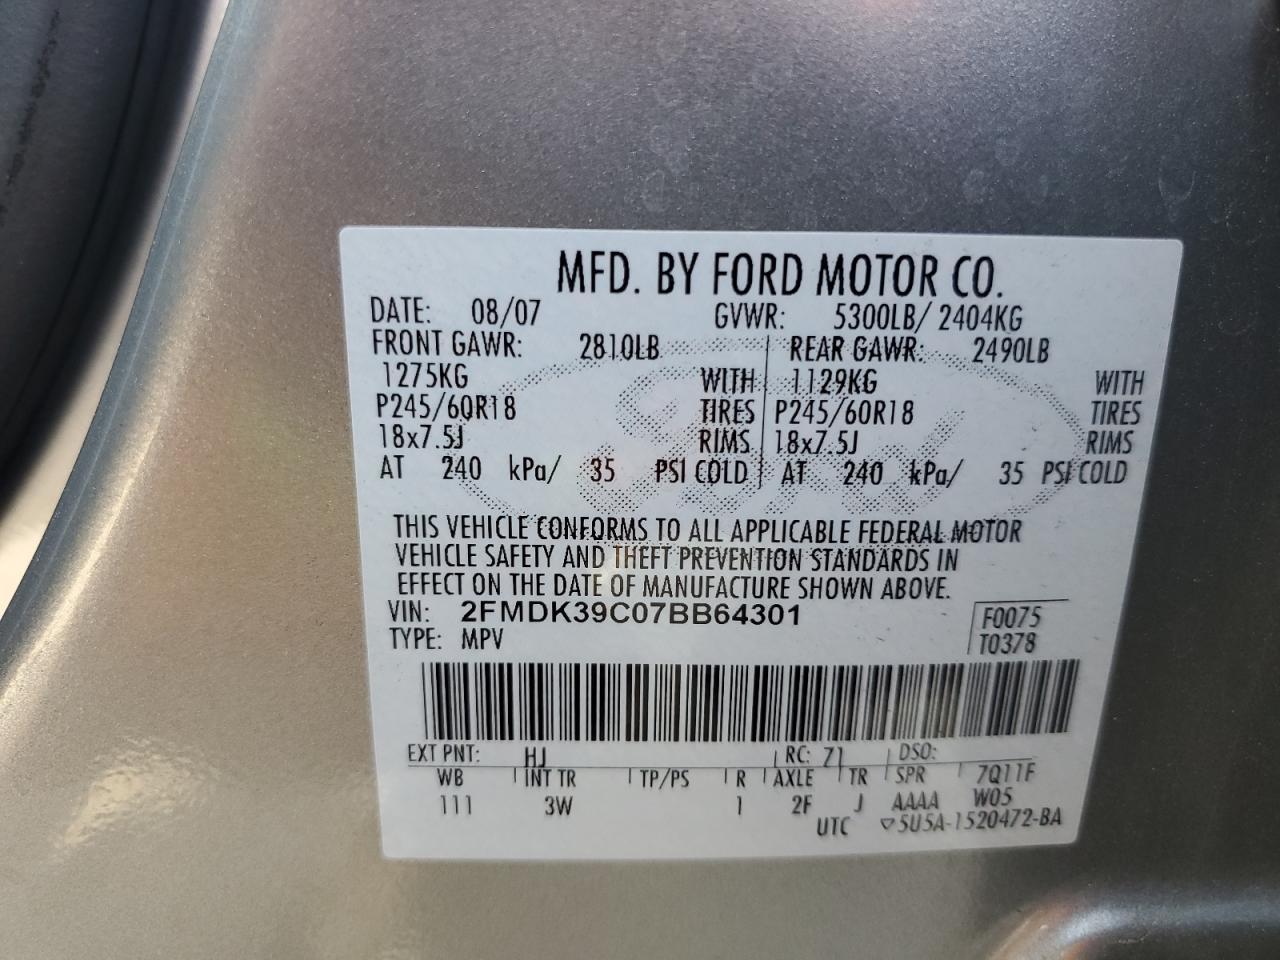 MFD. BY FORD MOTOR CO.
DATE: 08/07 GVWR: 5300LB/ 2404KG
FRONT GAWR: 2810LB REAR GAWR: 2490LB
1275KG WITH 1129KG WITH
P245/60R18 TIRES P245/60R18 TIRES
18x7.5J RIMS 18x7.5J RIMS
AT 240 kPa/ 35 PSI COLD AT 240 kPa/ 35 PSI COLD
THIS VEHICLE CONFORMS TO ALL APPLICABLE FEDERAL MOTOR
VEHICLE SAFETY AND THEFT PREVENTION STANDARDS IN
EFFECT ON THE DATE OF MANUFACTURE SHOWN ABOVE.
VIN: 2FMDK39C07BB64301 F0075
TYPE: MPV T0378
EXT PNT: HJ RC: 71 DSO:
WB INT TR TP/PS R AXLE TR SPR 7Q11F
111 3W 1 2F J AAAA W05
UTC ▽5U5A-1520472-BA